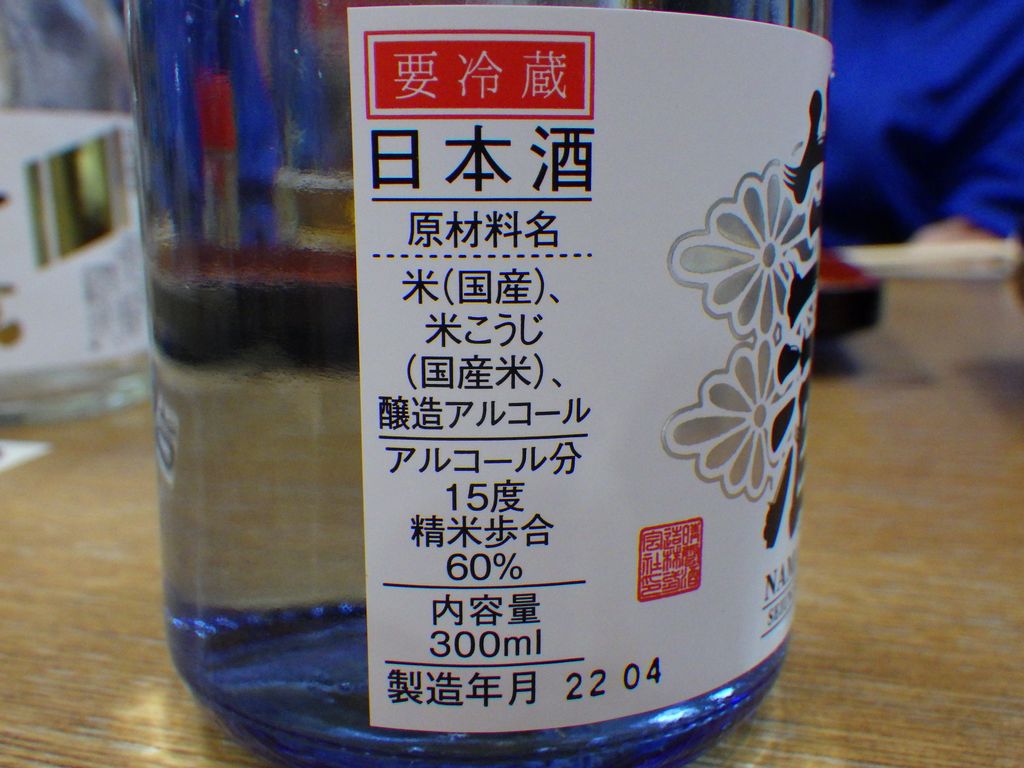 要冷蔵
日本酒
原材料名
米(国産)、
米こうじ
(国産米)、
醸造アルコール
アルコール分
15度
精米歩合
60%
内容量
300ml
製造年月 22 04